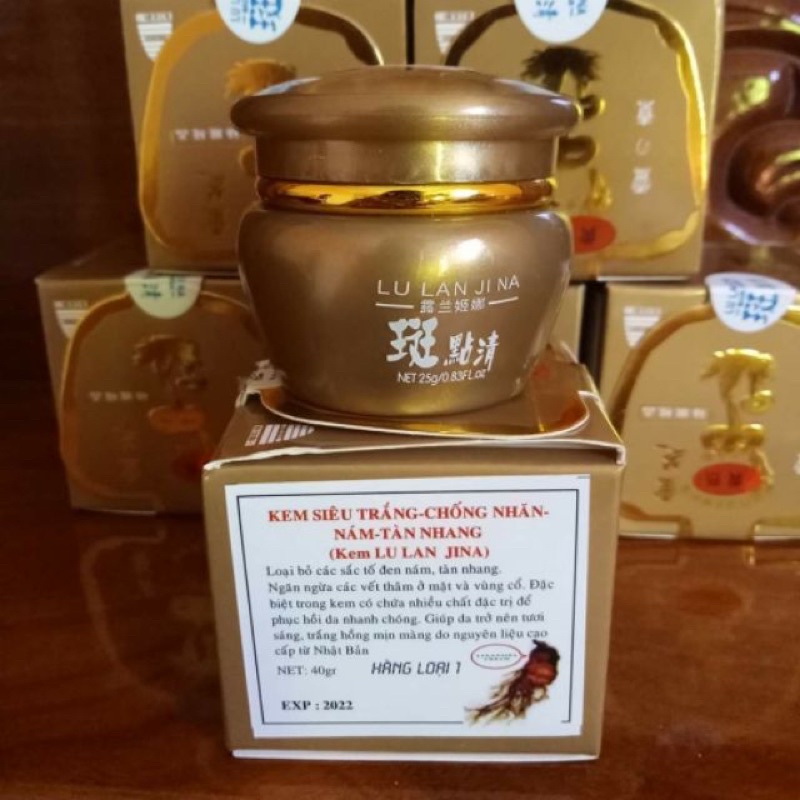 LU LAN JI NA
露兰姬娜
斑點清
NET 25g/0.83FL.oz
KEM SIÊU TRẮNG-CHỐNG NHĂN-
NÁM-TÀN NHANG
(Kem LU LAN JINA)
Loại bỏ các sắc tố đen nám, tàn nhang.
Ngăn ngừa các vết thâm ở mặt và vùng cổ. Đặc
biệt trong kem có chứa nhiều chất đặc trị để
phục hồi da nhanh chóng. Giúp da trở nên tươi
sáng, trắng hồng mịn màng do nguyên liệu cao
cấp từ Nhật Bản
NET: 40gr HÀNG LOẠI 1
EXP : 2022